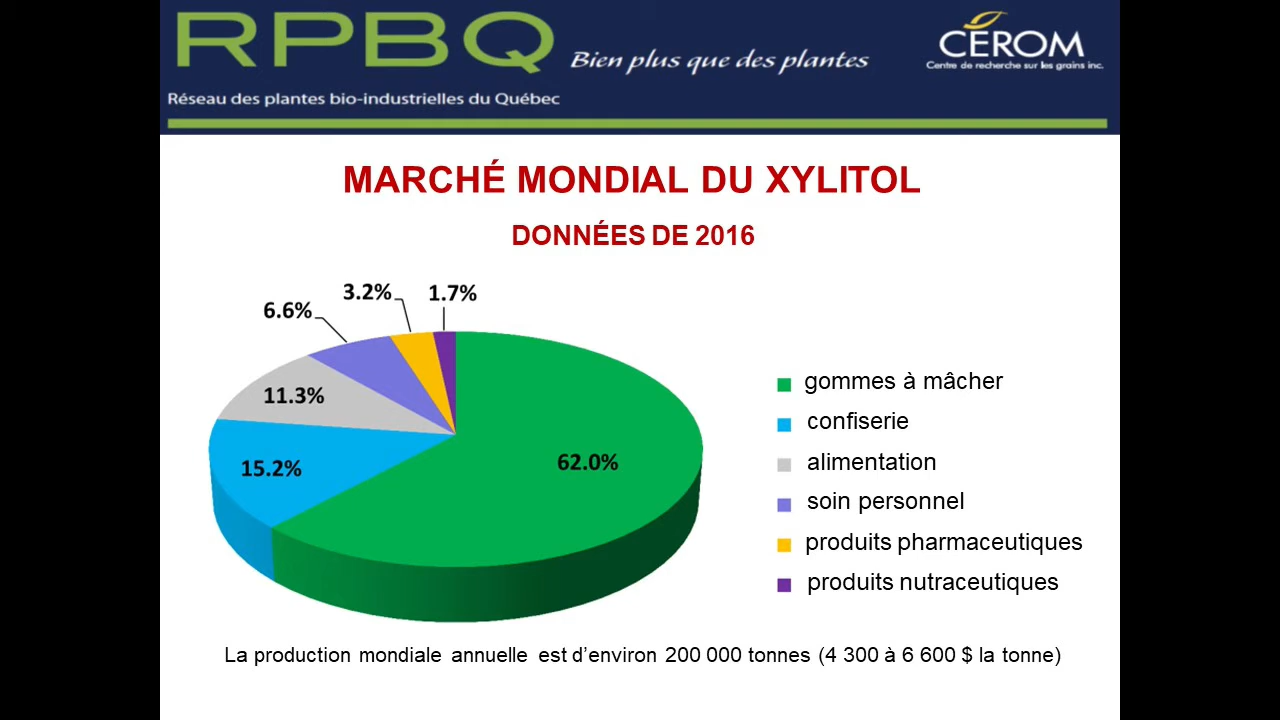 RPBQ
Bien plus que des plantes
CÉROM
Centre de recherche sur les grains inc.
Réseau des plantes bio-industrielles du Québec
MARCHÉ MONDIAL DU XYLITOL
DONNÉES DE 2016
6.6%
3.2%
1.7%
11.3%
15.2%
62.0%
gommes à mâcher
confiserie
alimentation
soin personnel
produits pharmaceutiques
produits nutraceutiques
La production mondiale annuelle est d'environ 200 000 tonnes (4 300 à 6 600 $ la tonne)